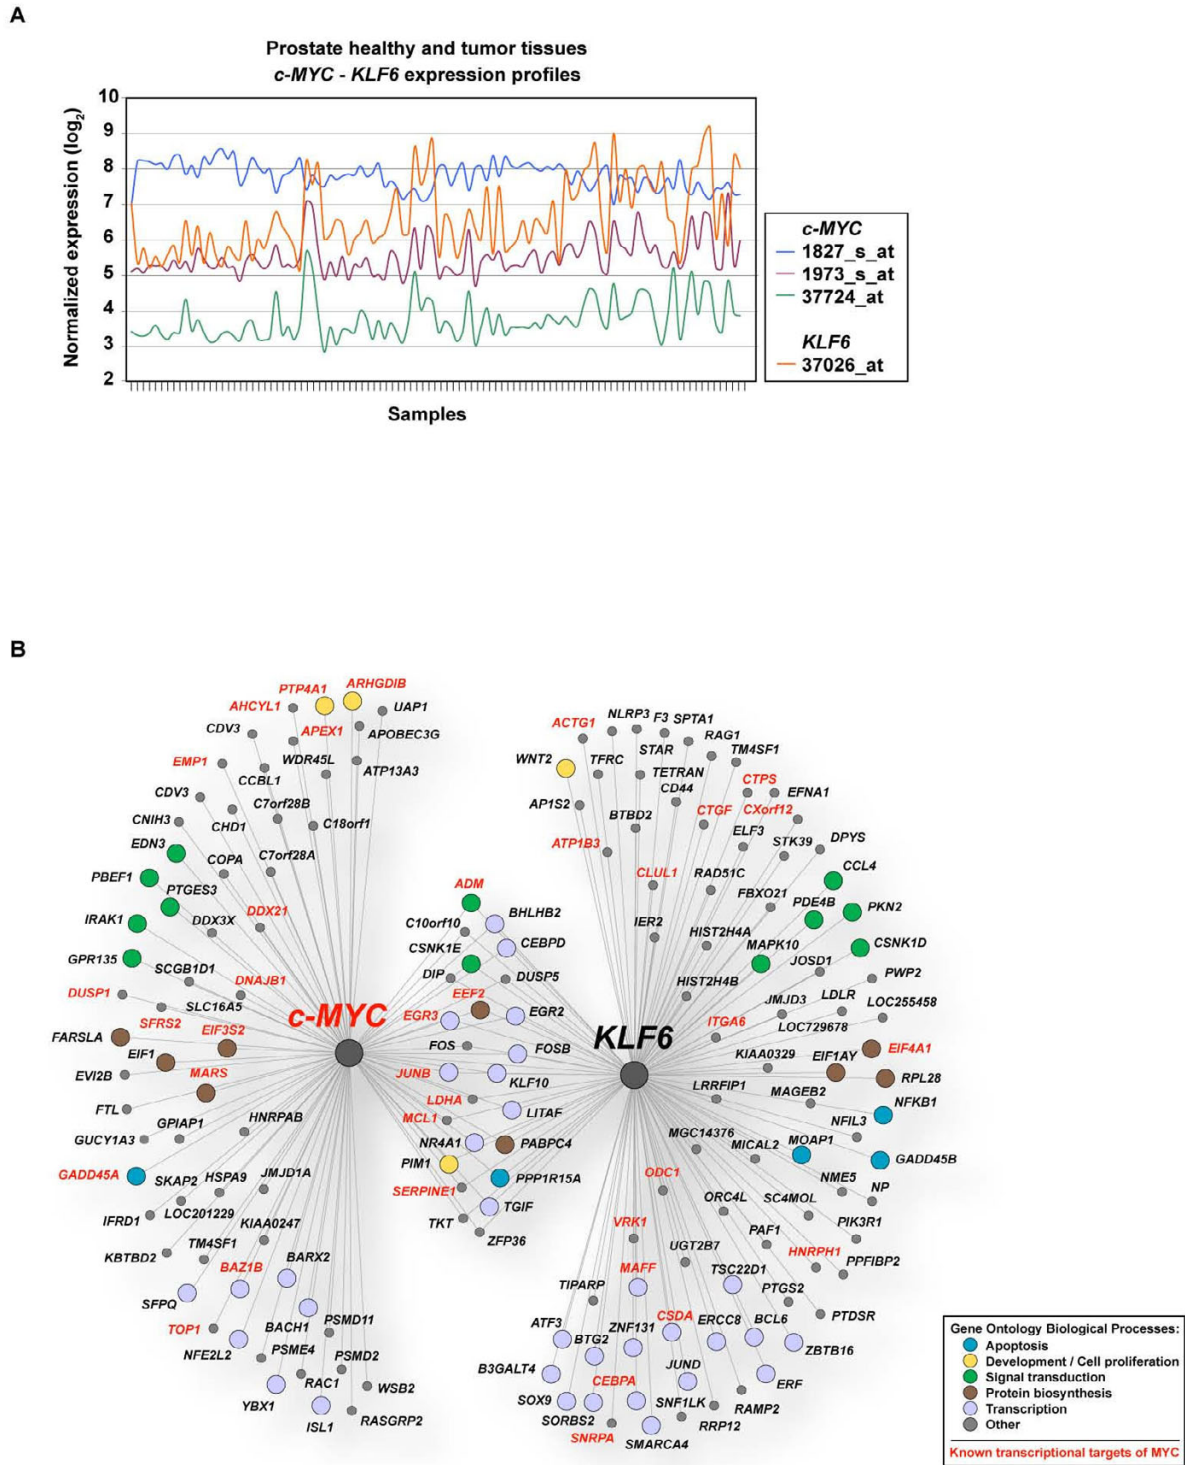 A
Prostate healthy and tumor tissues
c-MYC - KLF6 expression profiles
Normalized expression (log2)
10
9
8
7
6
5
4
3
2
Samples
c-MYC
1827_s_at
1973_s_at
37724_at
KLF6
37026_at
B
PTP4A1
ARHGDIB
AHCYL1
UAP1
CDV3
APEX1
APOBEC3G
EMP1
WDR45L
ATP13A3
CCBL1
CDV3
C7orf28B
CNIH3
CHD1
C18orf1
EDN3
COPA
C7orf28A
PBEF1
PTGES3
IRAK1
DDX3X
DDX21
GPR135
SCGB1D1
DNAJB1
DUSP1
SLC16A5
SFRS2
EIF3S2
FARSLA
EIF1
EVI2B
MARS
FTL
GPIAP1
HNRPAB
GUCY1A3
GADD45A
SKAP2
HSPA9
JMJD1A
IFRD1
LOC201229
KIAA0247
KBTBD2
TM4SF1
BAZ1B
BARX2
SFPQ
TOP1
BACH1
PSMD11
NFE2L2
PSME4
PSMD2
RAC1
WSB2
YBX1
ISL1
RASGRP2
c-MYC
ADM
C10orf10
BHLHB2
CSNK1E
CEBPD
DIP
DUSP5
EEF2
EGR3
EGR2
FOS
FOSB
JUNB
KLF10
LDHA
LITAF
MCL1
NR4A1
PABPC4
PIM1
PPP1R15A
SERPINE1
TGIF
TKT
ZFP36
KLF6
ACTG1
NLRP3
F3
SPTA1
WNT2
TFRC
STAR
RAG1
TM4SF1
TETRAN
CTPS
AP1S2
CD44
EFNA1
BTBD2
CTGF
CXorf12
ATP1B3
ELF3
STK39
DPYS
CLUL1
RAD51C
CCL4
FBXO21
PDE4B
PKN2
IER2
HIST2H4A
MAPK10
CSNK1D
JOSD1
HIST2H4B
PWP2
JMJD3
LDLR
LOC255458
ITGA6
LOC729678
KIAA0329
EIF1AY
EIF4A1
RPL28
LRRFIP1
MAGEB2
NFKB1
NFIL3
MGC14376
MICAL2
MOAP1
GADD45B
ODC1
NME5
NP
ORC4L
SC4MOL
PIK3R1
VRK1
PAF1
UGT2B7
HNRPH1
PPFIBP2
MAFF
TSC22D1
TIPARP
PTGS2
PTDSR
ATF3
ZNF131
CSDA
ERCC8
BCL6
BTG2
ZBTB16
B3GALT4
JUND
CEBPA
ERF
SOX9
SNF1LK
RAMP2
SORBS2
RRP12
SNRPA
SMARCA4
Gene Ontology Biological Processes:
Apoptosis
Development / Cell proliferation
Signal transduction
Protein biosynthesis
Transcription
Other
Known transcriptional targets of MYC